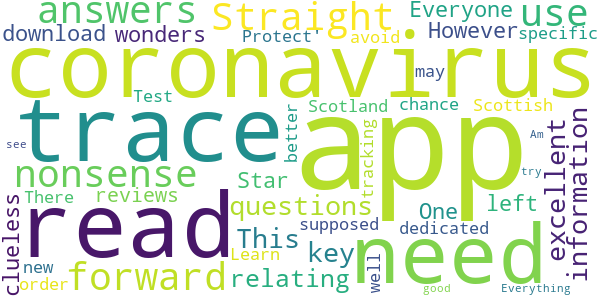 answers Straight Everyone use
download wonders Protect' avoid However specific
coronavirus
Test Scotland chance may Scottish
trace app
better tracking Am
see nonsense Star try
There reviews questions One left excellent information
read This supposed dedicated
clueless key need
new forward Learn well
order relating good Everything